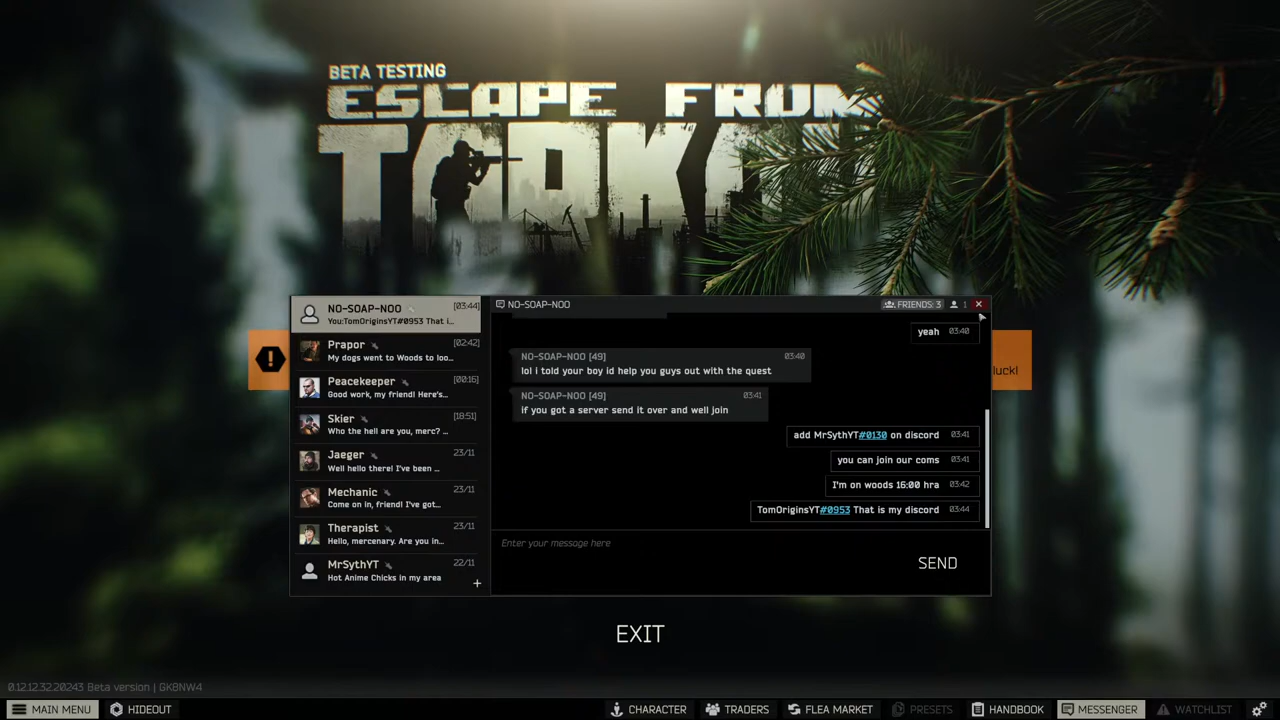 BETA TESTING
ESCAPE FROM
NO-SOAP-NOO
[03:44]
You:TomOriginsYT#0953 That i...
Prapor
[02:42]
My dogs went to Woods to loo...
Peacekeeper
[00:16]
Good work, my friend! Here's...
Skier
[18:51]
Who the hell are you, merc? ...
Jaeger
23/11
Well hello there! I've been ...
Mechanic
23/11
Come on in, friend! I've got...
Therapist
23/11
Hello, mercenary. Are you in...
MrSythYT
22/11
Hot Anime Chicks in my area
+
NO-SOAP-NOO
FRIENDS: 3
1
yeah 03:40
NO-SOAP-NOO [49] 03:40
lol i told your boy id help you guys out with the quest
NO-SOAP-NOO [49] 03:41
if you got a server send it over and well join
add MrSythYT#0130 on discord 03:41
you can join our coms 03:41
I'm on woods 16:00 hra 03:42
TomOriginsYT#0953 That is my discord 03:44
Enter your message here
SEND
luck!
EXIT
0.12.12.32.20243 Beta version | GK8NW4
MAIN MENU
HIDEOUT
CHARACTER
TRADERS
FLEA MARKET
PRESETS
HANDBOOK
MESSENGER
WATCHLIST